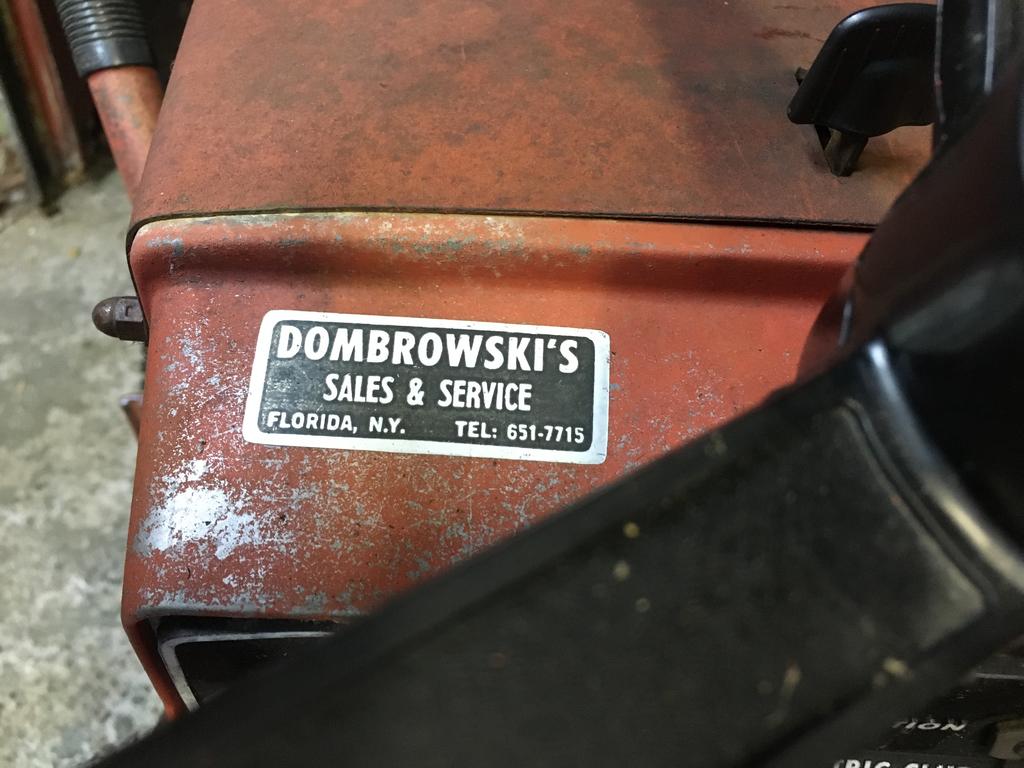 DOMBROWSKI'S
SALES & SERVICE
FLORIDA, N.Y. TEL: 651-7715